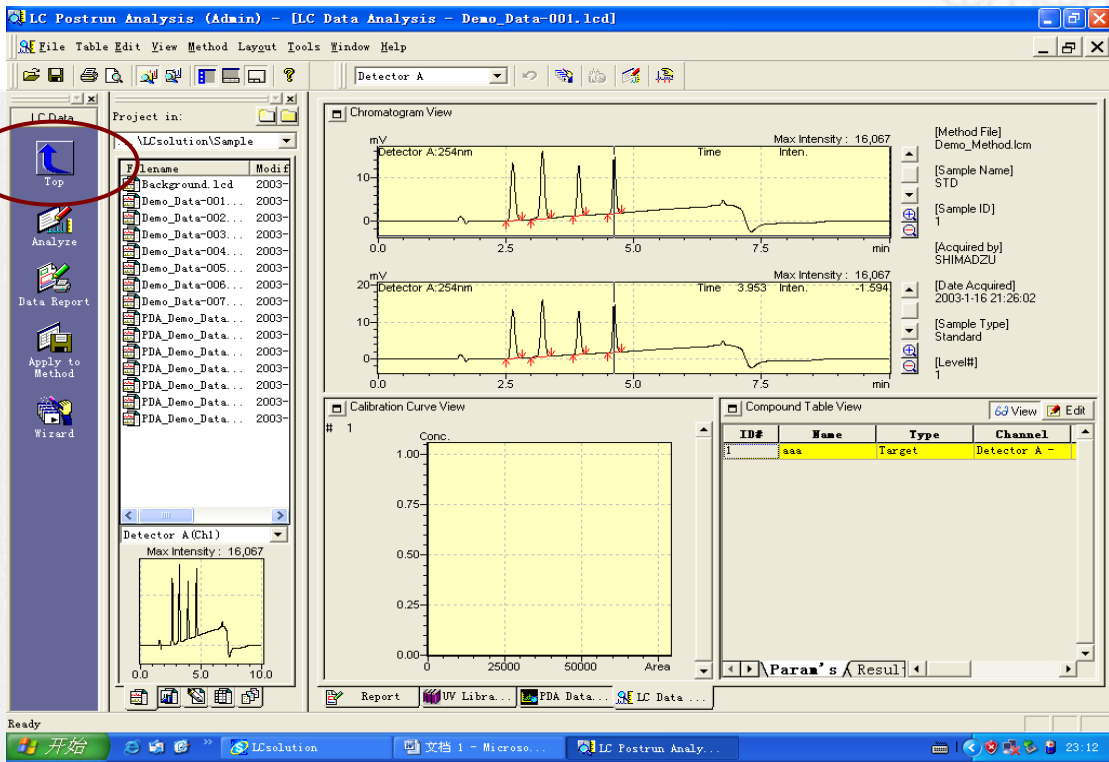 LC Postrun Analysis (Admin) - [LC Data Analysis - Demo_Data-001.lcd]
File Table Edit View Method Layout Tools Window Help
Detector A
LC Data
Top
Analyze
Data Report
Apply to
Method
Wizard
Project in:
\LCsolution\Sample
Filename Modif
Background.lcd 2003-
Demo_Data-001... 2003-
Demo_Data-002... 2003-
Demo_Data-003... 2003-
Demo_Data-004... 2003-
Demo_Data-005... 2003-
Demo_Data-006... 2003-
Demo_Data-007... 2003-
PDA_Demo_Data... 2003-
PDA_Demo_Data... 2003-
PDA_Demo_Data... 2003-
PDA_Demo_Data... 2003-
PDA_Demo_Data... 2003-
PDA_Demo_Data... 2003-
PDA_Demo_Data... 2003-
Detector A(Ch1)
Max Intensity : 16,067
0.0 5.0 10.0
Chromatogram View
mV Max Intensity : 16,067
Detector A:254nm Time Inten.
10-
0-
0.0 2.5 5.0 7.5 min
mV Max Intensity : 16,067
20- Detector A:254nm Time 3.953 Inten. -1.594
10-
0-
0.0 2.5 5.0 7.5 min
[Method File]
Demo_Method.lcm
[Sample Name]
STD
[Sample ID]
1
[Acquired by]
SHIMADZU
[Date Acquired]
2003-1-16 21:26:02
[Sample Type]
Standard
[Level#]
1
Calibration Curve View
# 1
Conc.
1.00
0.75
0.50
0.25
0.00
0 25000 50000 Area
Compound Table View View Edit
ID# Name Type Channel
1 aaa Target Detector A -
Param's Result
Report UV Libra... PDA Data... LC Data ...
Ready
开始 LCsolution 文档 1 - Microso... LC Postrun Analy... 23:12